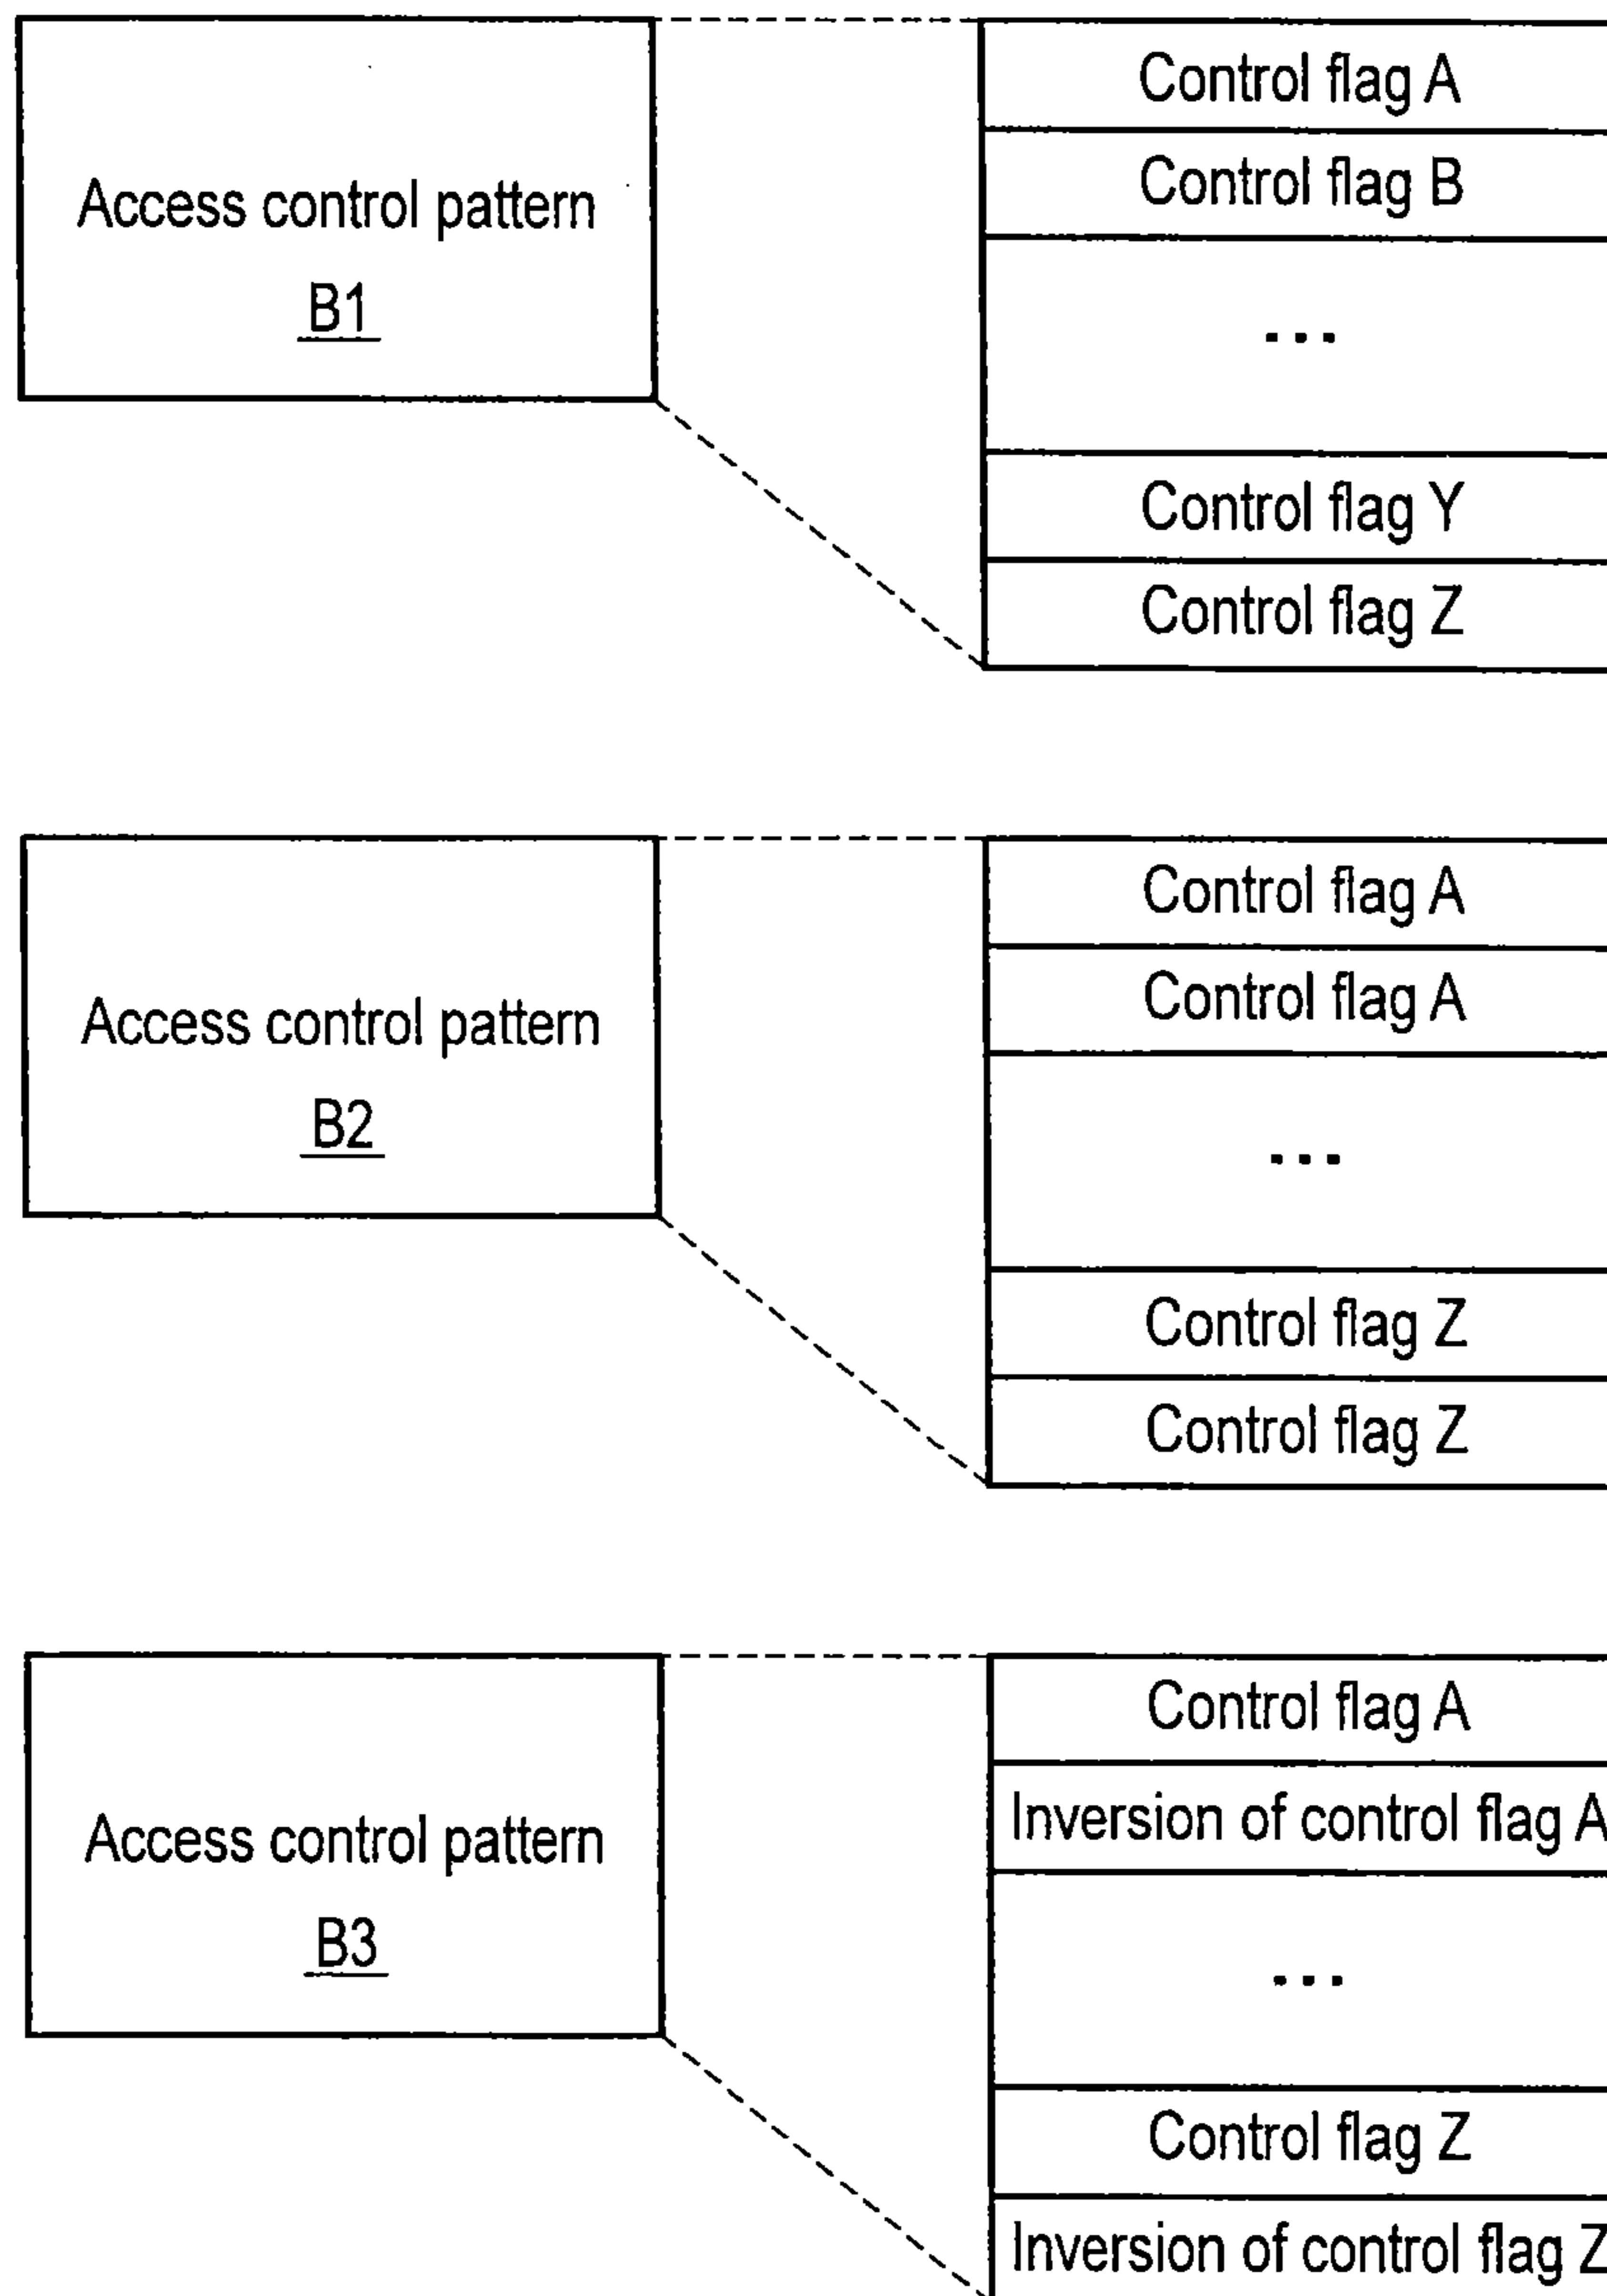 Access control pattern
B1
Control flag A
Control flag B
...
Control flag Y
Control flag Z
Access control pattern
B2
Control flag A
Control flag A
...
Control flag Z
Control flag Z
Access control pattern
B3
Control flag A
Inversion of control flag A
...
Control flag Z
Inversion of control flag Z